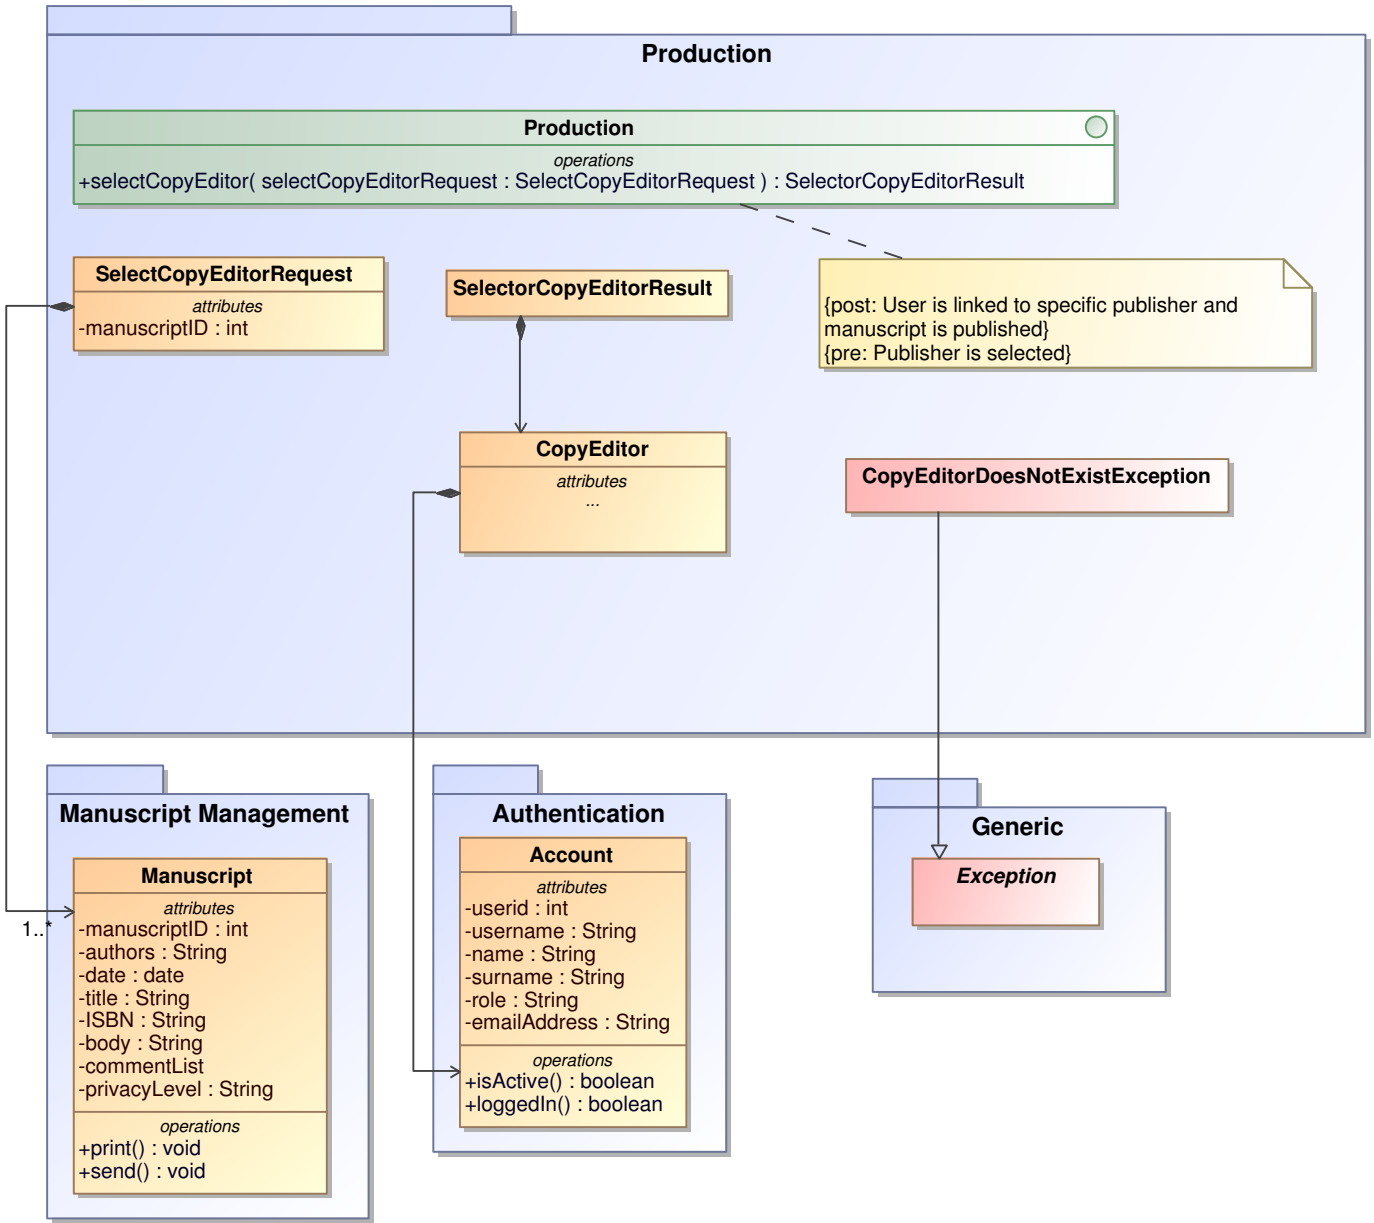 Production
Production
operations
+selectCopyEditor( selectCopyEditorRequest : SelectCopyEditorRequest ) : SelectorCopyEditorResult
SelectCopyEditorRequest
attributes
-manuscriptID : int
SelectorCopyEditorResult
{post: User is linked to specific publisher and
manuscript is published}
{pre: Publisher is selected}
CopyEditor
attributes
...
CopyEditorDoesNotExistException
Manuscript Management
Manuscript
attributes
-manuscriptID : int
-authors : String
-date : date
-title : String
-ISBN : String
-body : String
-commentList
-privacyLevel : String
operations
+print() : void
+send() : void
1..*
Authentication
Account
attributes
-userid : int
-username : String
-name : String
-surname : String
-role : String
-emailAddress : String
operations
+isActive() : boolean
+loggedIn() : boolean
Generic
Exception